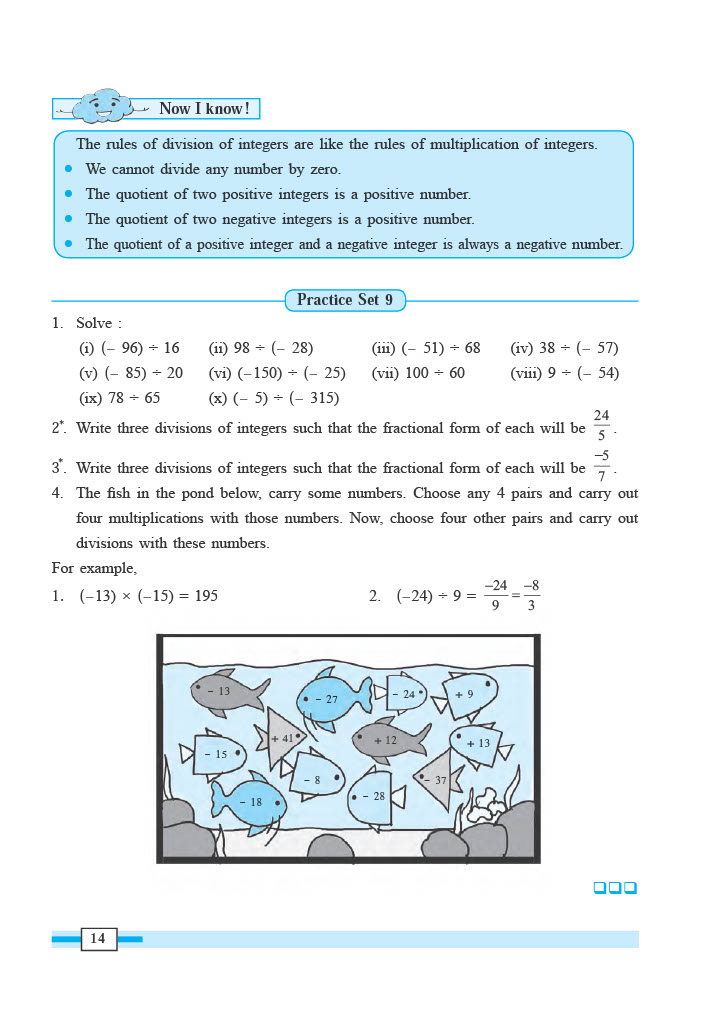 Now I know!
The rules of division of integers are like the rules of multiplication of integers.
• We cannot divide any number by zero.
• The quotient of two positive integers is a positive number.
• The quotient of two negative integers is a positive number.
• The quotient of a positive integer and a negative integer is always a negative number.
Practice Set 9
1. Solve :
(i) (– 96) ÷ 16 (ii) 98 ÷ (– 28) (iii) (– 51) ÷ 68 (iv) 38 ÷ (– 57)
(v) (– 85) ÷ 20 (vi) (–150) ÷ (– 25) (vii) 100 ÷ 60 (viii) 9 ÷ (– 54)
(ix) 78 ÷ 65 (x) (– 5) ÷ (– 315)
2*. Write three divisions of integers such that the fractional form of each will be 24/5 .
3*. Write three divisions of integers such that the fractional form of each will be –5/7 .
4. The fish in the pond below, carry some numbers. Choose any 4 pairs and carry out
four multiplications with those numbers. Now, choose four other pairs and carry out
divisions with these numbers.
For example,
1. (–13) × (–15) = 195 2. (–24) ÷ 9 = –24/9 = –8/3
– 13
– 27
– 24
+ 9
+ 41
+ 12
+ 13
– 15
– 8
– 37
– 18
– 28
14